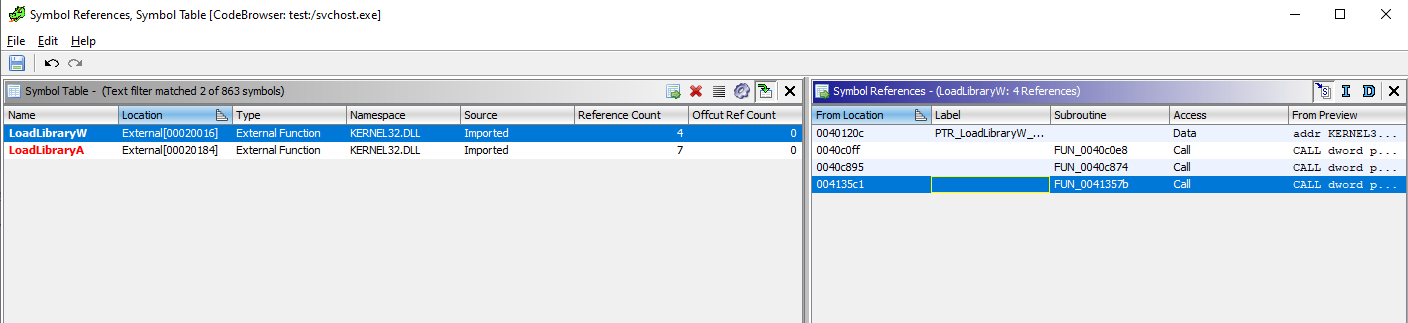 Symbol References, Symbol Table [CodeBrowser: test:/svchost.exe]
File Edit Help
Symbol Table - (Text filter matched 2 of 863 symbols)
Name Location Type Namespace Source Reference Count Offcut Ref Count
LoadLibraryW External[00020016] External Function KERNEL32.DLL Imported 4 0
LoadLibraryA External[00020184] External Function KERNEL32.DLL Imported 7 0
Symbol References - (LoadLibraryW: 4 References)
From Location Label Subroutine Access From Preview
0040120c PTR_LoadLibraryW_... Data addr KERNEL3...
0040c0ff FUN_0040c0e8 Call CALL dword p...
0040c895 FUN_0040c874 Call CALL dword p...
004135c1 FUN_0041357b Call CALL dword p...